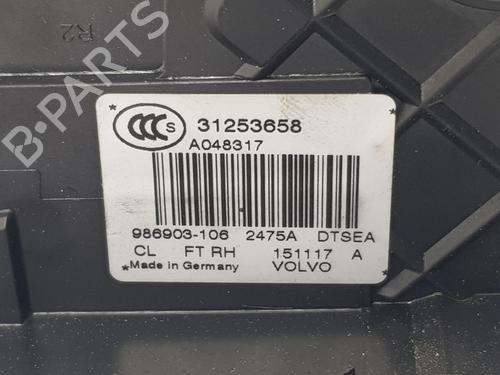 R2
B-PARTS
CCC S 31253658
A048317
986903-106 2475A DTSEA
CL FT RH 151117 A
Made in Germany VOLVO